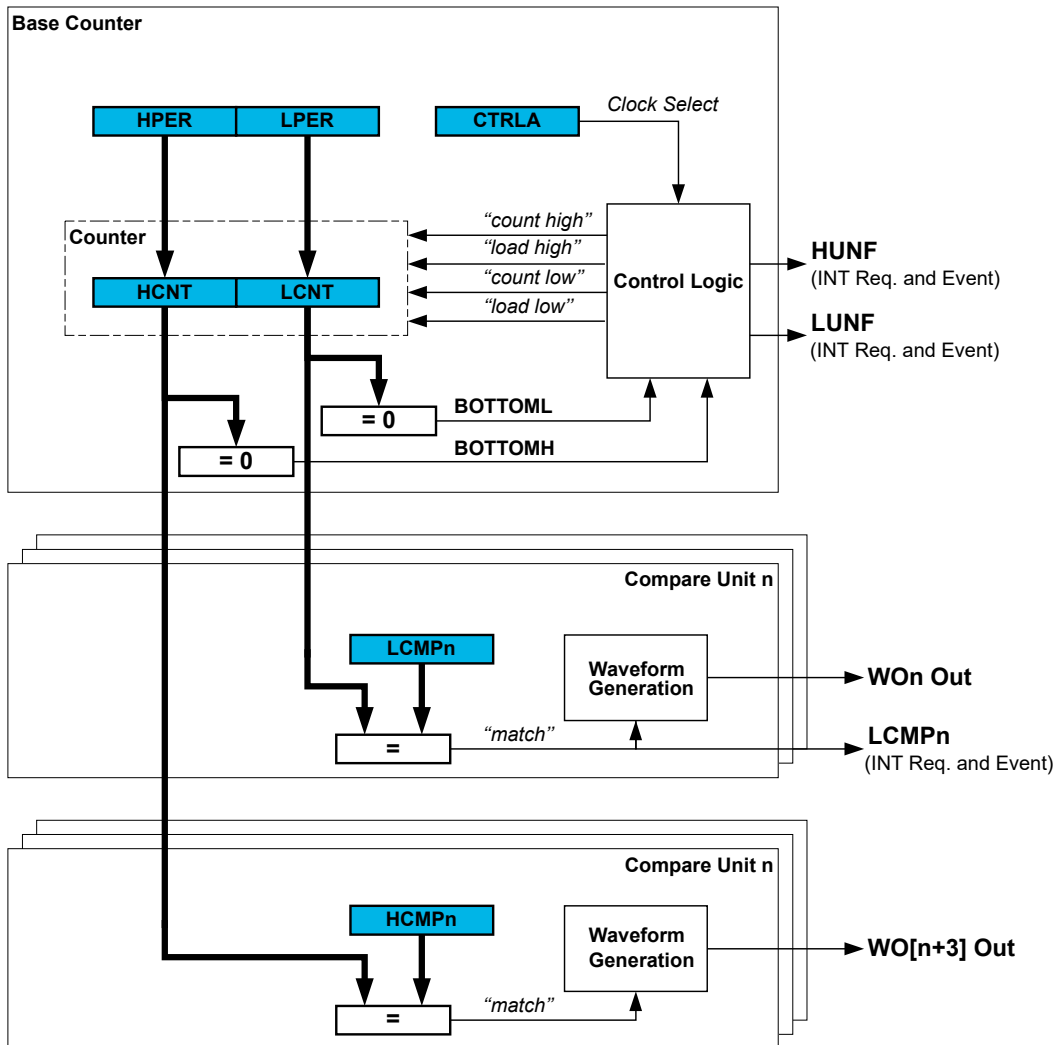 Base Counter
HPER
LPER
CTRLA
Clock Select
Counter
“count high”
“load high”
“count low”
“load low”
Control Logic
HUNF
(INT Req. and Event)
LUNF
(INT Req. and Event)
HCNT
LCNT
= 0
BOTTOML
= 0
BOTTOMH
Compare Unit n
LCMPn
Waveform
Generation
WOn Out
=
“match”
LCMPn
(INT Req. and Event)
Compare Unit n
HCMPn
Waveform
Generation
WO[n+3] Out
=
“match”